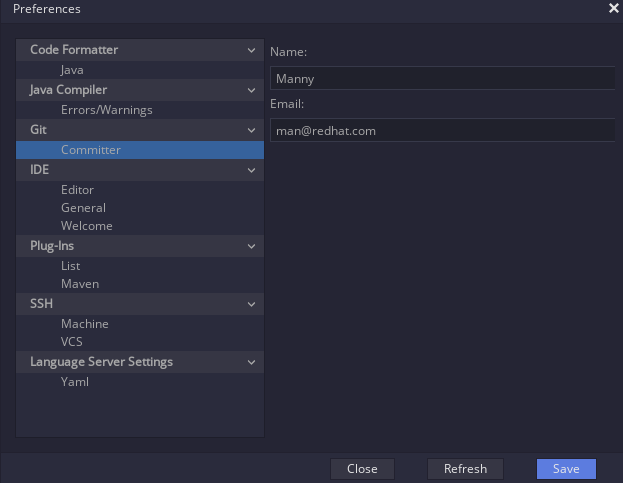 Preferences
Code Formatter
Java
Java Compiler
Errors/Warnings
Git
Committer
IDE
Editor
General
Welcome
Plug-Ins
List
Maven
SSH
Machine
VCS
Language Server Settings
Yaml
Name:
Manny
Email:
man@redhat.com
Close
Refresh
Save